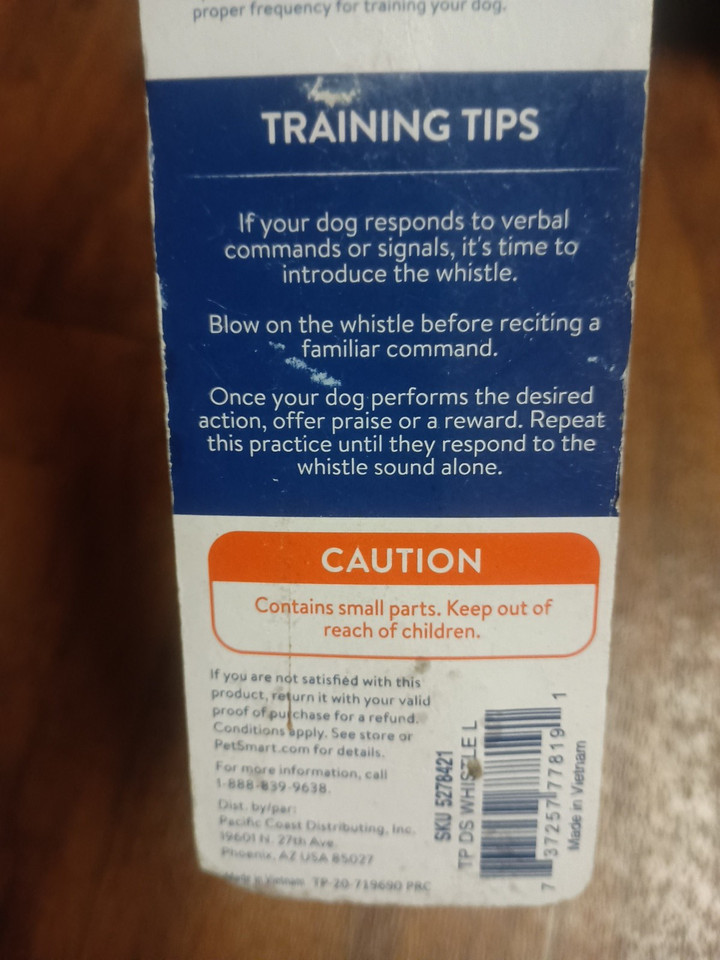 proper frequency for training your dog.
TRAINING TIPS
If your dog responds to verbal
commands or signals, it's time to
introduce the whistle.
Blow on the whistle before reciting a
familiar command.
Once your dog performs the desired
action, offer praise or a reward. Repeat
this practice until they respond to the
whistle sound alone.
CAUTION
Contains small parts. Keep out of
reach of children.
If you are not satisfied with this
product, return it with your valid
proof of purchase for a refund.
Conditions apply. See store or
PetSmart.com for details.
For more information, call
1-888-839-9638.
Dist. by/par:
Pacific Coast Distributing, Inc.
19601 N. 27th Ave.
Phoenix, AZ USA 85027
Made in Vietnam TP-20-719690 PRC
SKU 5278421
TP DS WHISTLE L
7 37257 77819 1
Made in Vietnam